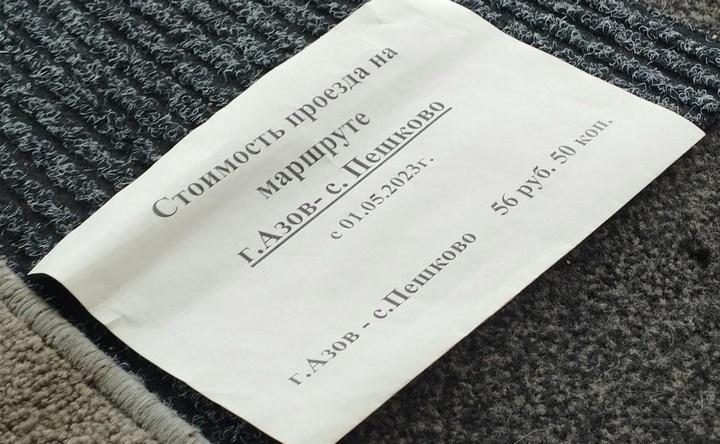 Стоимость проезда на
маршруте
г.Азов- с. Пешково
с 01.05.2023г.
г.Азов - с.Пешково 56 руб. 50 коп.